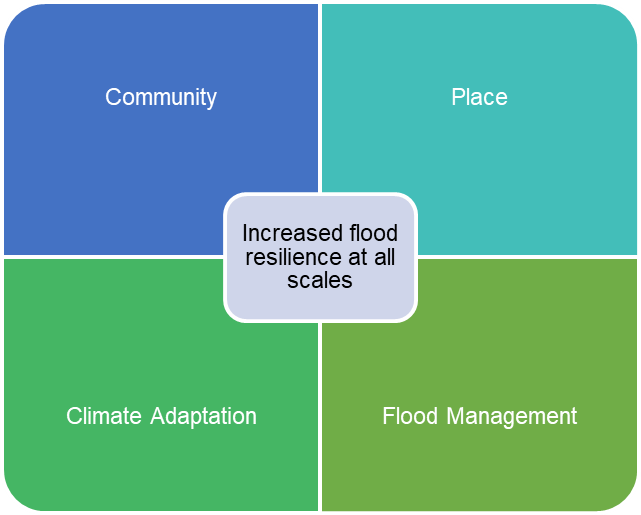 Community
Place
Increased flood
resilience at all
scales
Climate Adaptation
Flood Management